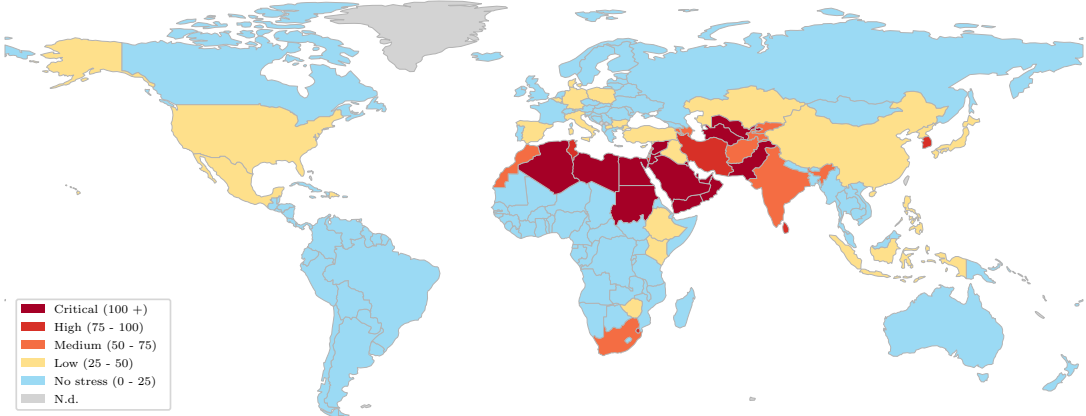 Critical (100 +)
High (75 - 100)
Medium (50 - 75)
Low (25 - 50)
No stress (0 - 25)
N.d.